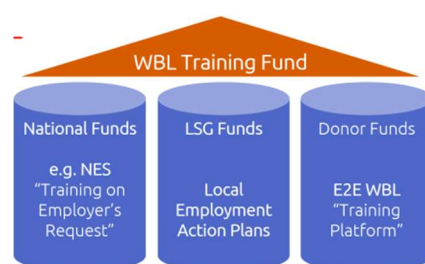 WBL Training Fund
National Funds
e.g. NES
“Training on
Employer’s
Request”
LSG Funds
Local
Employment
Action Plans
Donor Funds
E2E WBL
“Training
Platform”